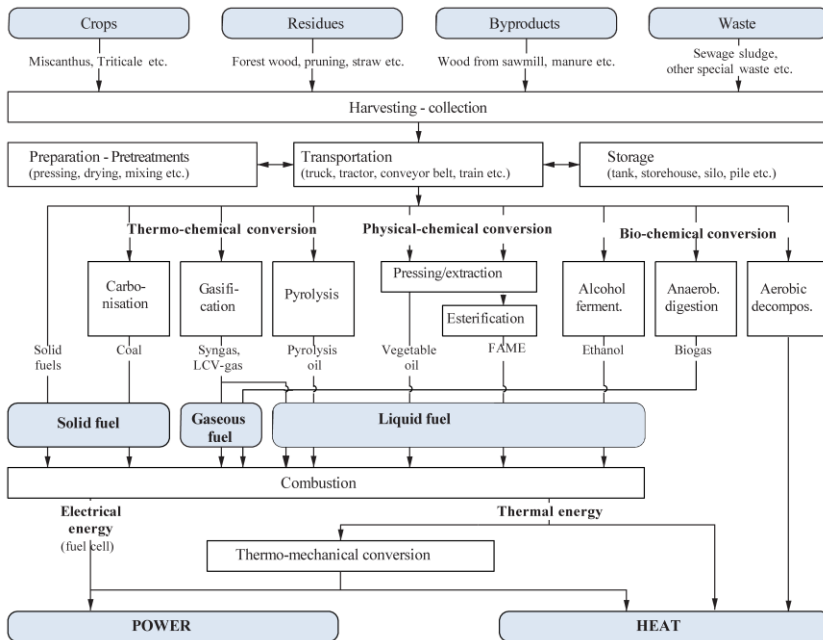 Crops
Residues
Byproducts
Waste
Miscanthus, Triticale etc.
Forest wood, pruning, straw etc.
Wood from sawmill, manure etc.
Sewage sludge,
other special waste etc.
Harvesting - collection
Preparation - Pretreatments
(pressing, drying, mixing etc.)
Transportation
(truck, tractor, conveyor belt, train etc.)
Storage
(tank, storehouse, silo, pile etc.)
Thermo-chemical conversion
Physical-chemical conversion
Bio-chemical conversion
Carbo-
nisation
Gasifi-
cation
Pyrolysis
Pressing/extraction
Esterification
Alcohol
ferment.
Anaerob.
digestion
Aerobic
decompos.
Solid
fuels
Coal
Syngas,
LCV-gas
Pyrolysis
oil
Vegetable
oil
FAME
Ethanol
Biogas
Solid fuel
Gaseous
fuel
Liquid fuel
Combustion
Electrical
energy
(fuel cell)
Thermal energy
Thermo-mechanical conversion
POWER
HEAT